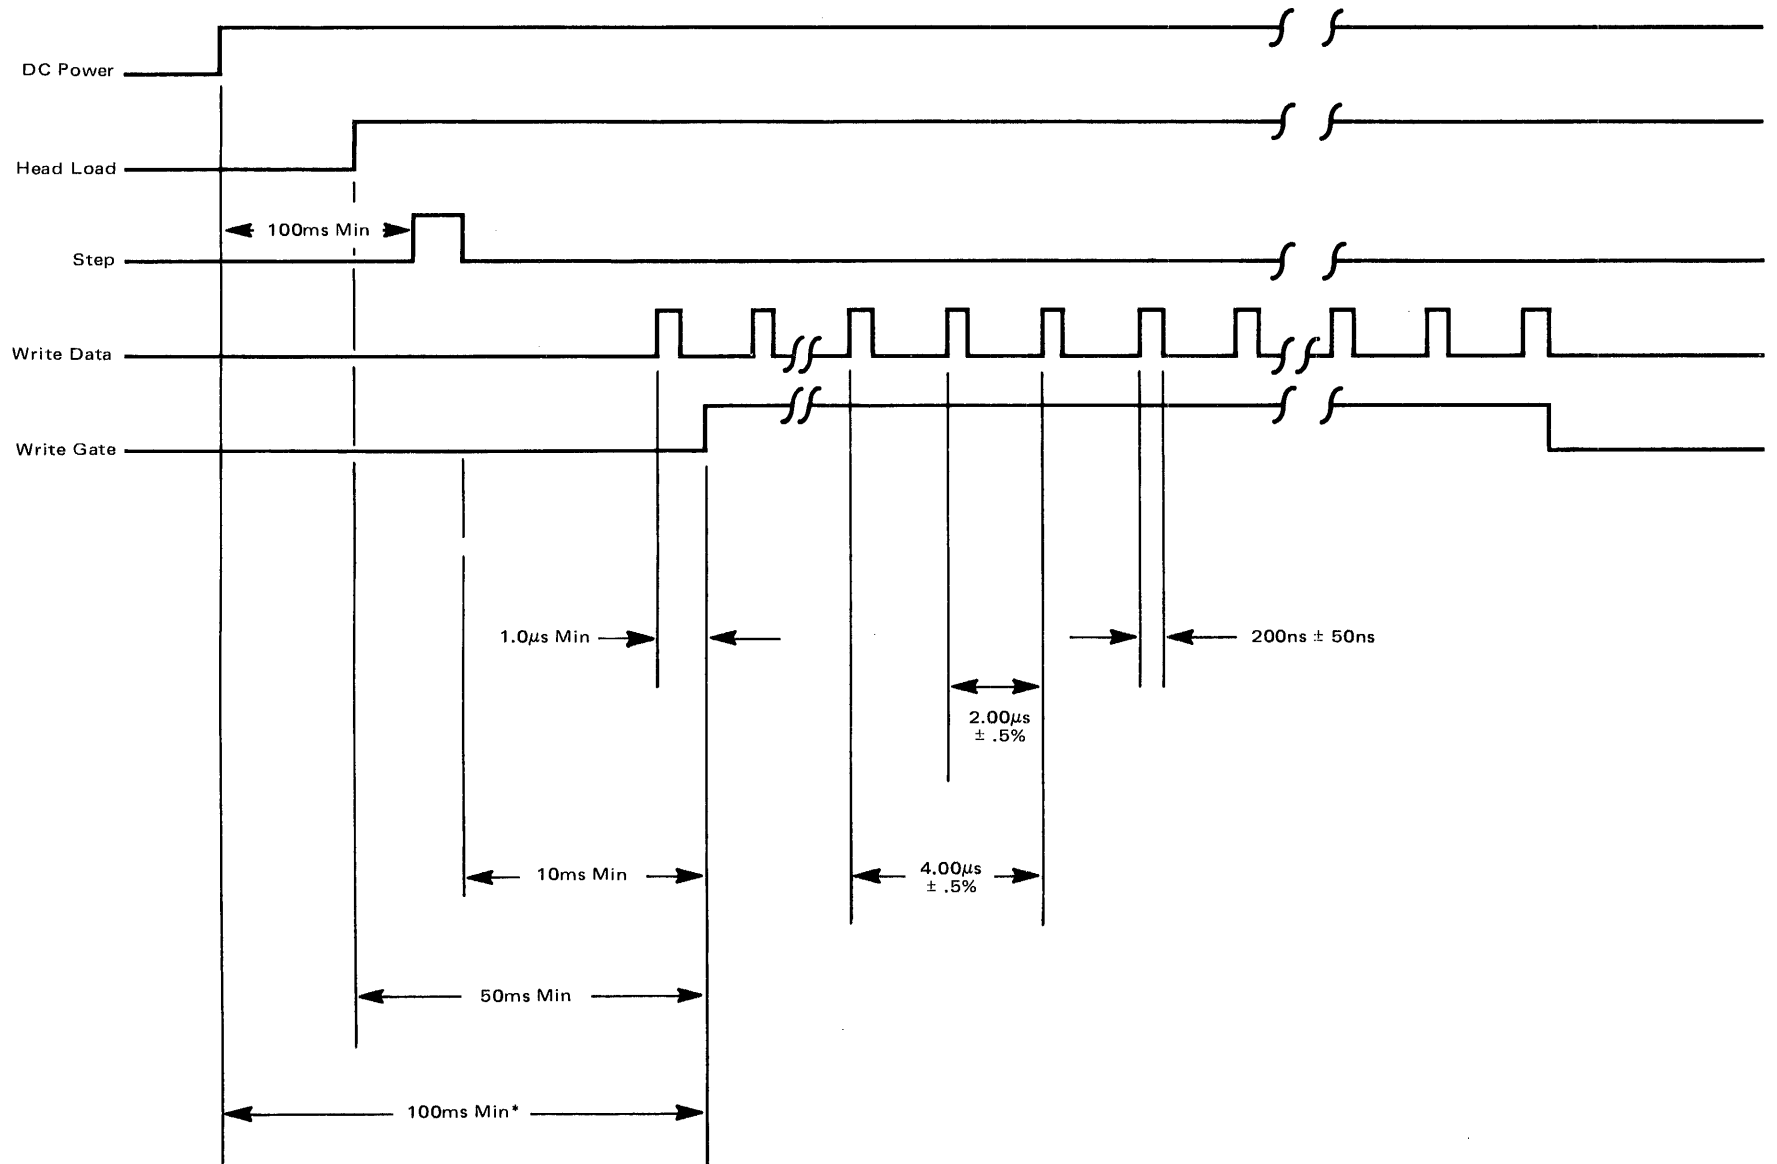 DC Power
Head Load
100ms Min
Step
Write Data
Write Gate
1.0μs Min
200ns ± 50ns
2.00μs
± .5%
10ms Min
4.00μs
± .5%
50ms Min
100ms Min*